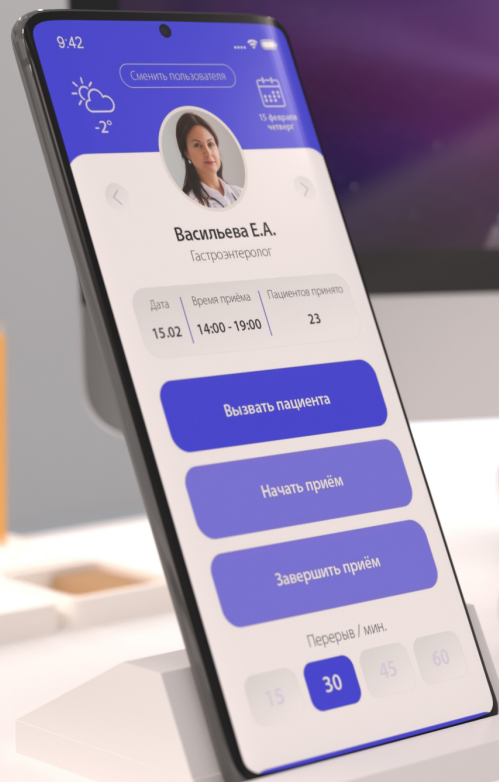 9:42
Сменить пользователя
-2°
15 февраля
четверг
Васильева Е.А.
Гастроэнтеролог
Дата
Время приёма
Пациентов принято
15.02
14:00 - 19:00
23
Вызвать пациента
Начать приём
Завершить приём
Перерыв / мин.
15
30
45
60